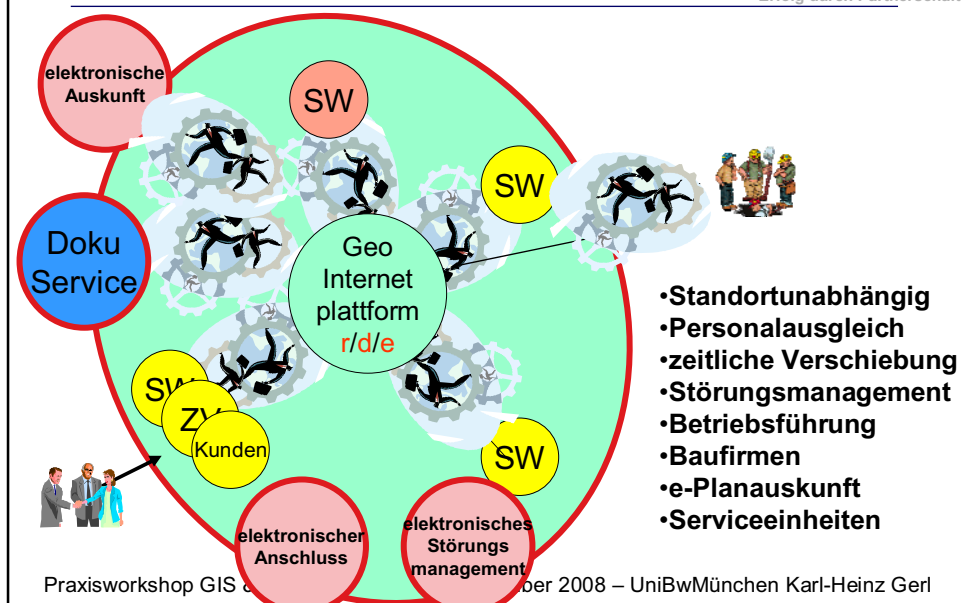 elektronische
Auskunft
SW
SW
Doku
Service
Geo
Internet
plattform
r/d/e
•Standortunabhängig
•Personalausgleich
•zeitliche Verschiebung
•Störungsmanagement
•Betriebsführung
•Baufirmen
•e-Planauskunft
•Serviceeinheiten
SW
ZV
Kunden
SW
elektronischer
Anschluss
elektronisches
Störungs
management
Praxisworkshop GIS 2008 – UniBwMünchen Karl-Heinz Gerl